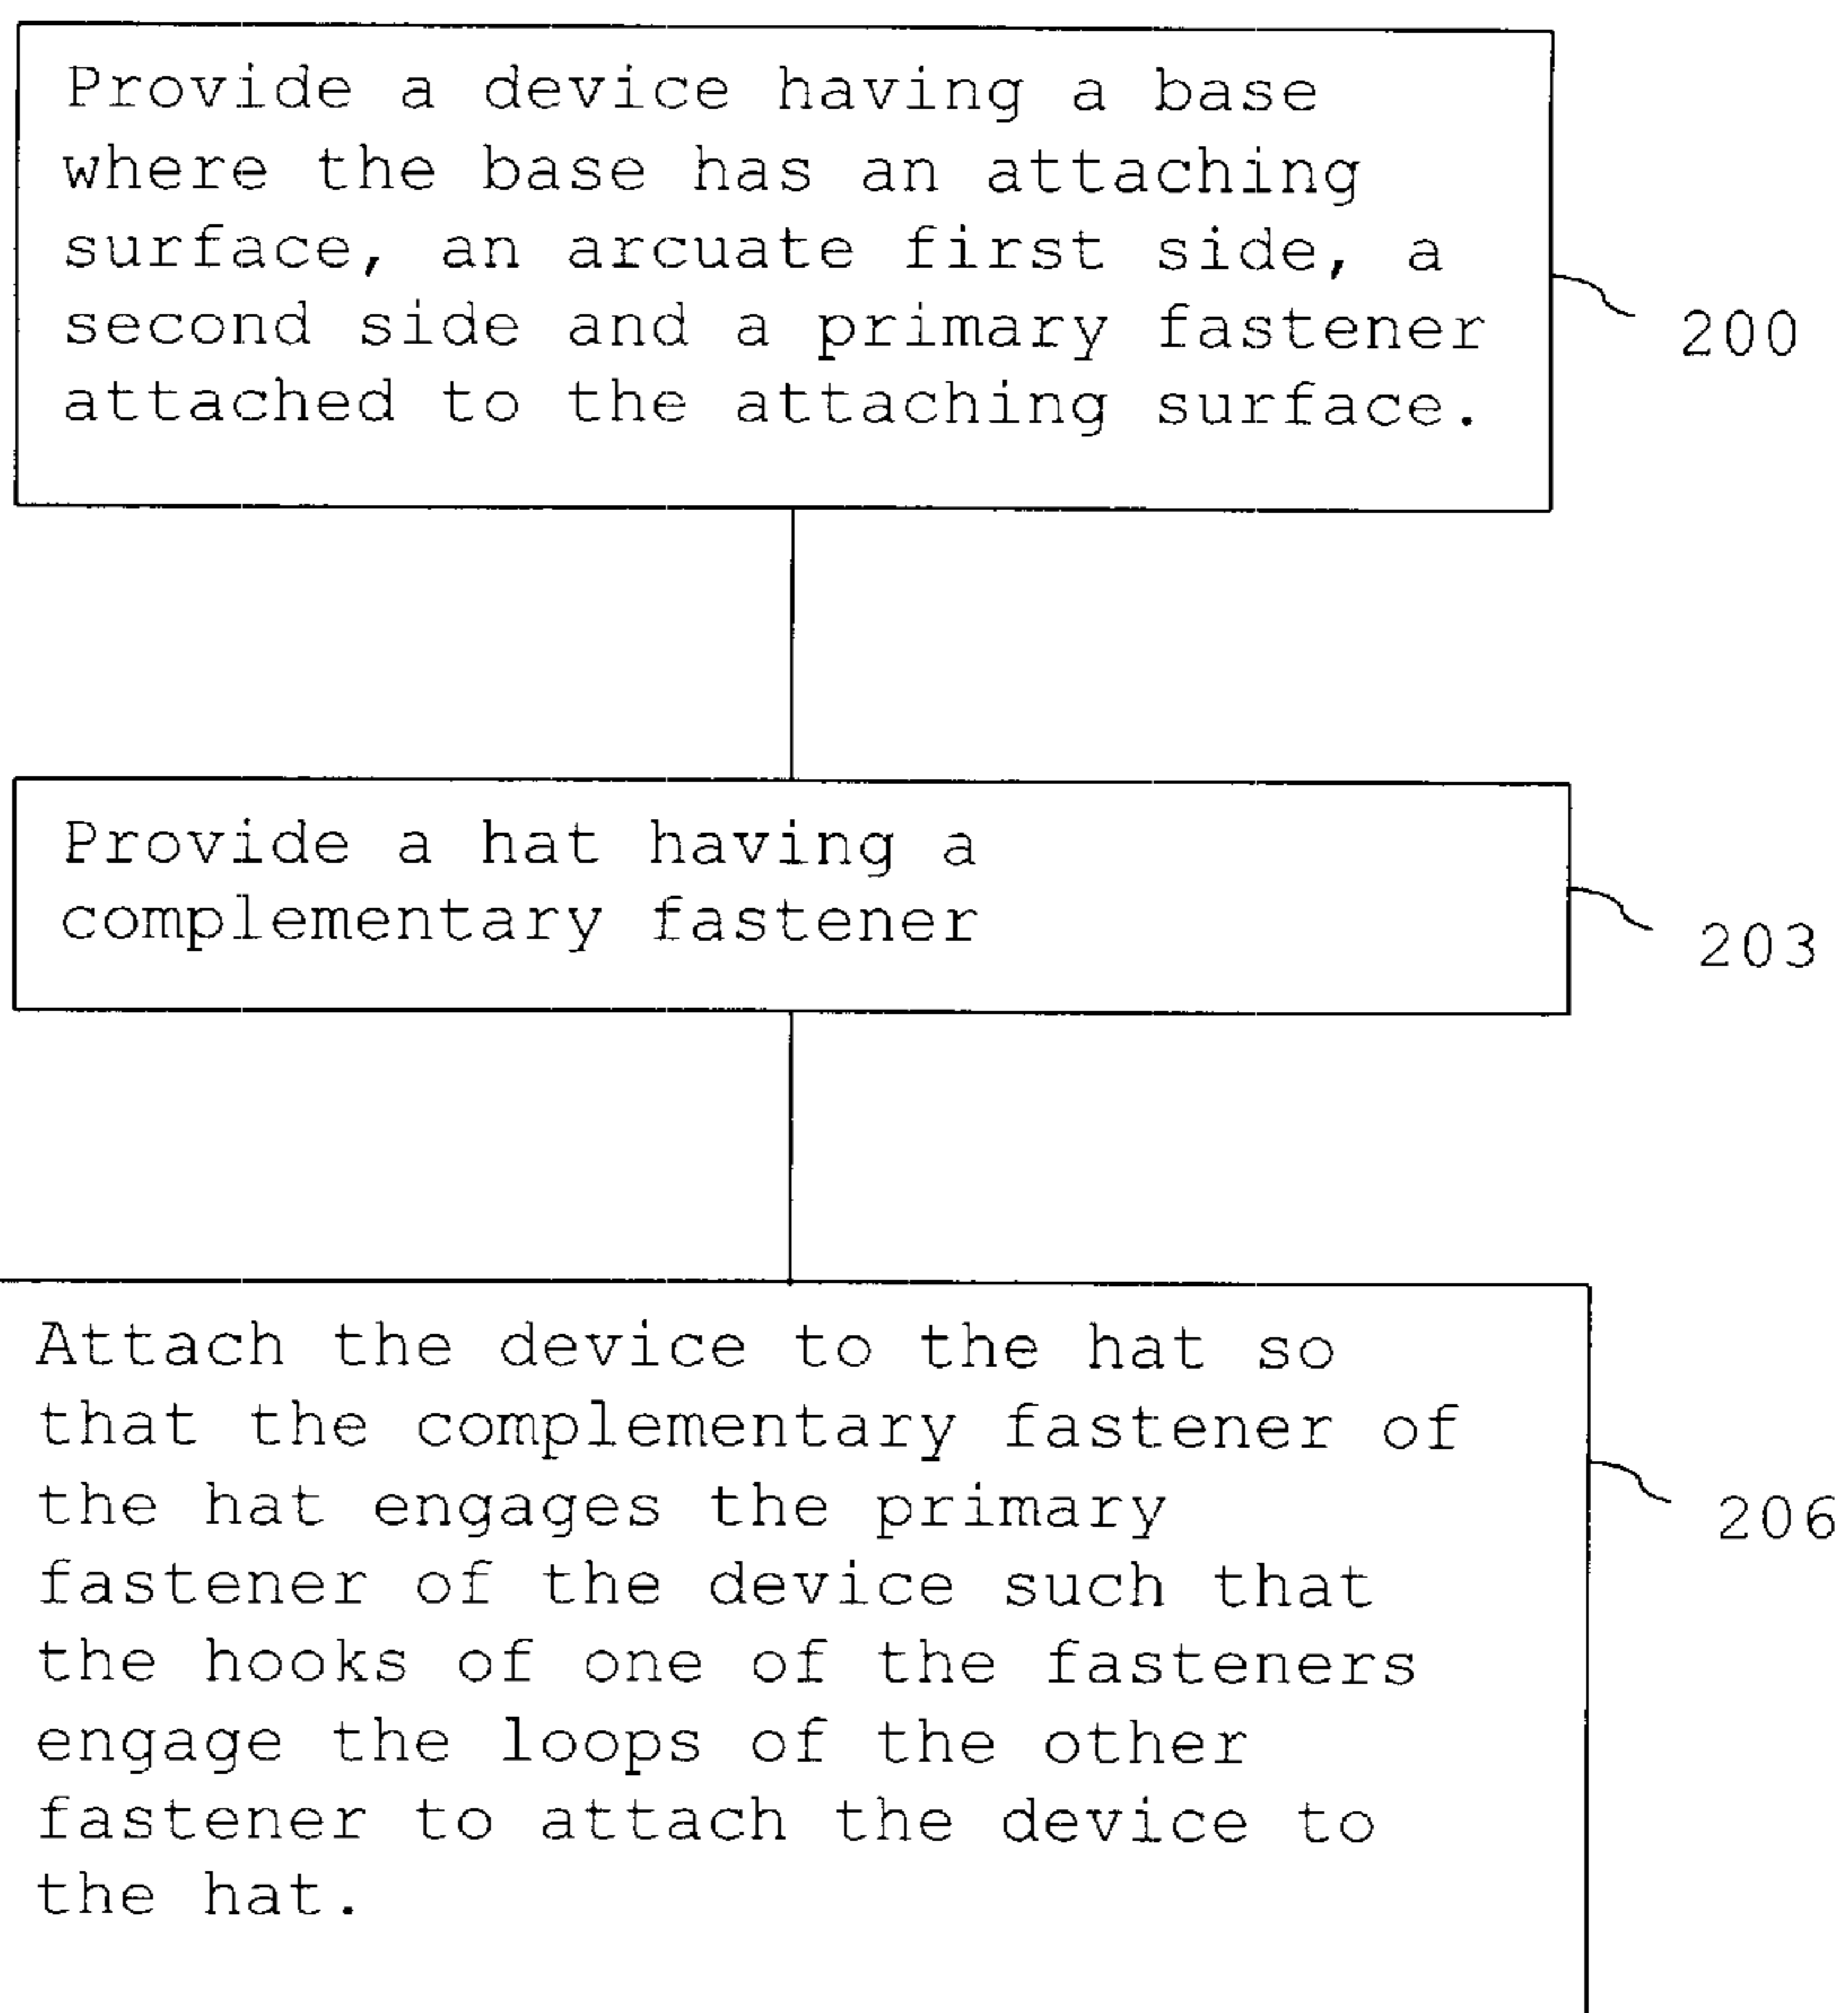 Provide a device having a base
where the base has an attaching
surface, an arcuate first side, a
second side and a primary fastener
attached to the attaching surface.
200
Provide a hat having a
complementary fastener
203
Attach the device to the hat so
that the complementary fastener of
the hat engages the primary
fastener of the device such that
the hooks of one of the fasteners
engage the loops of the other
fastener to attach the device to
the hat.
206